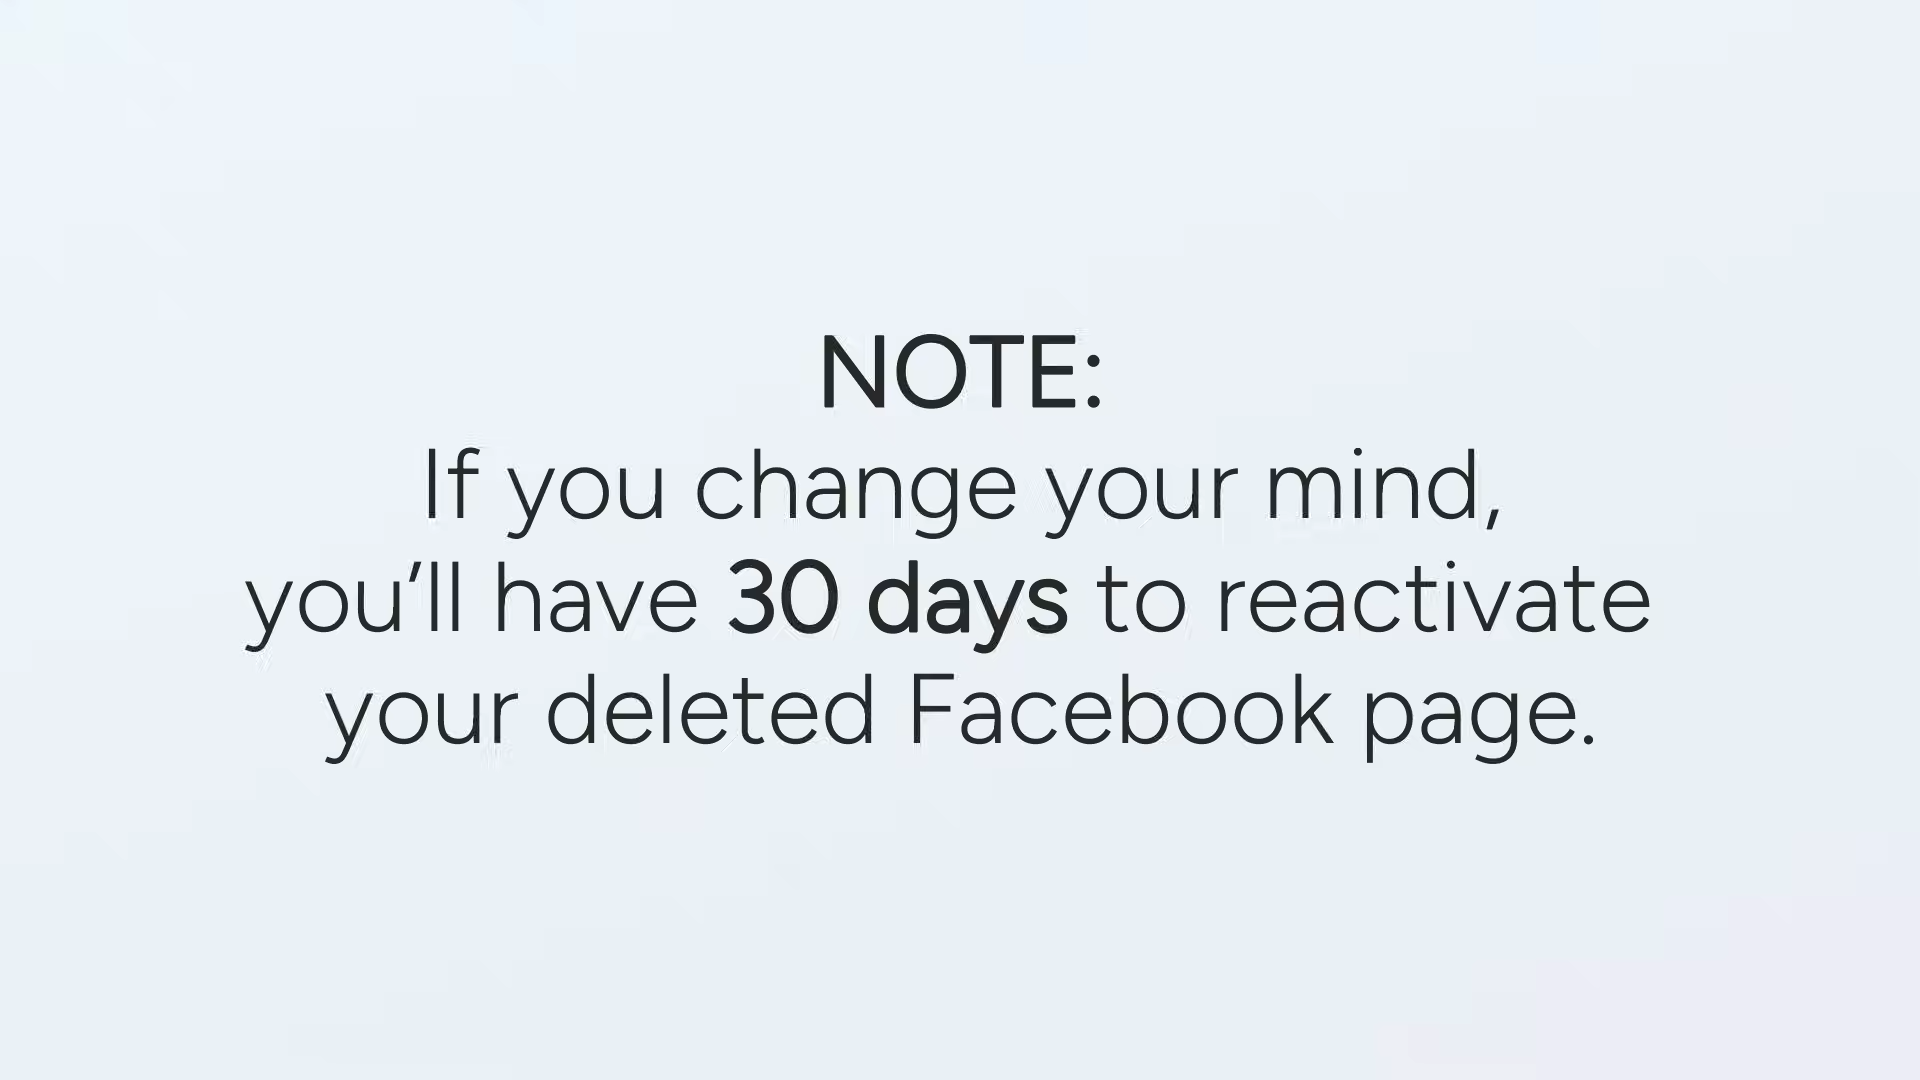 NOTE:
If you change your mind,
you’ll have 30 days to reactivate
your deleted Facebook page.